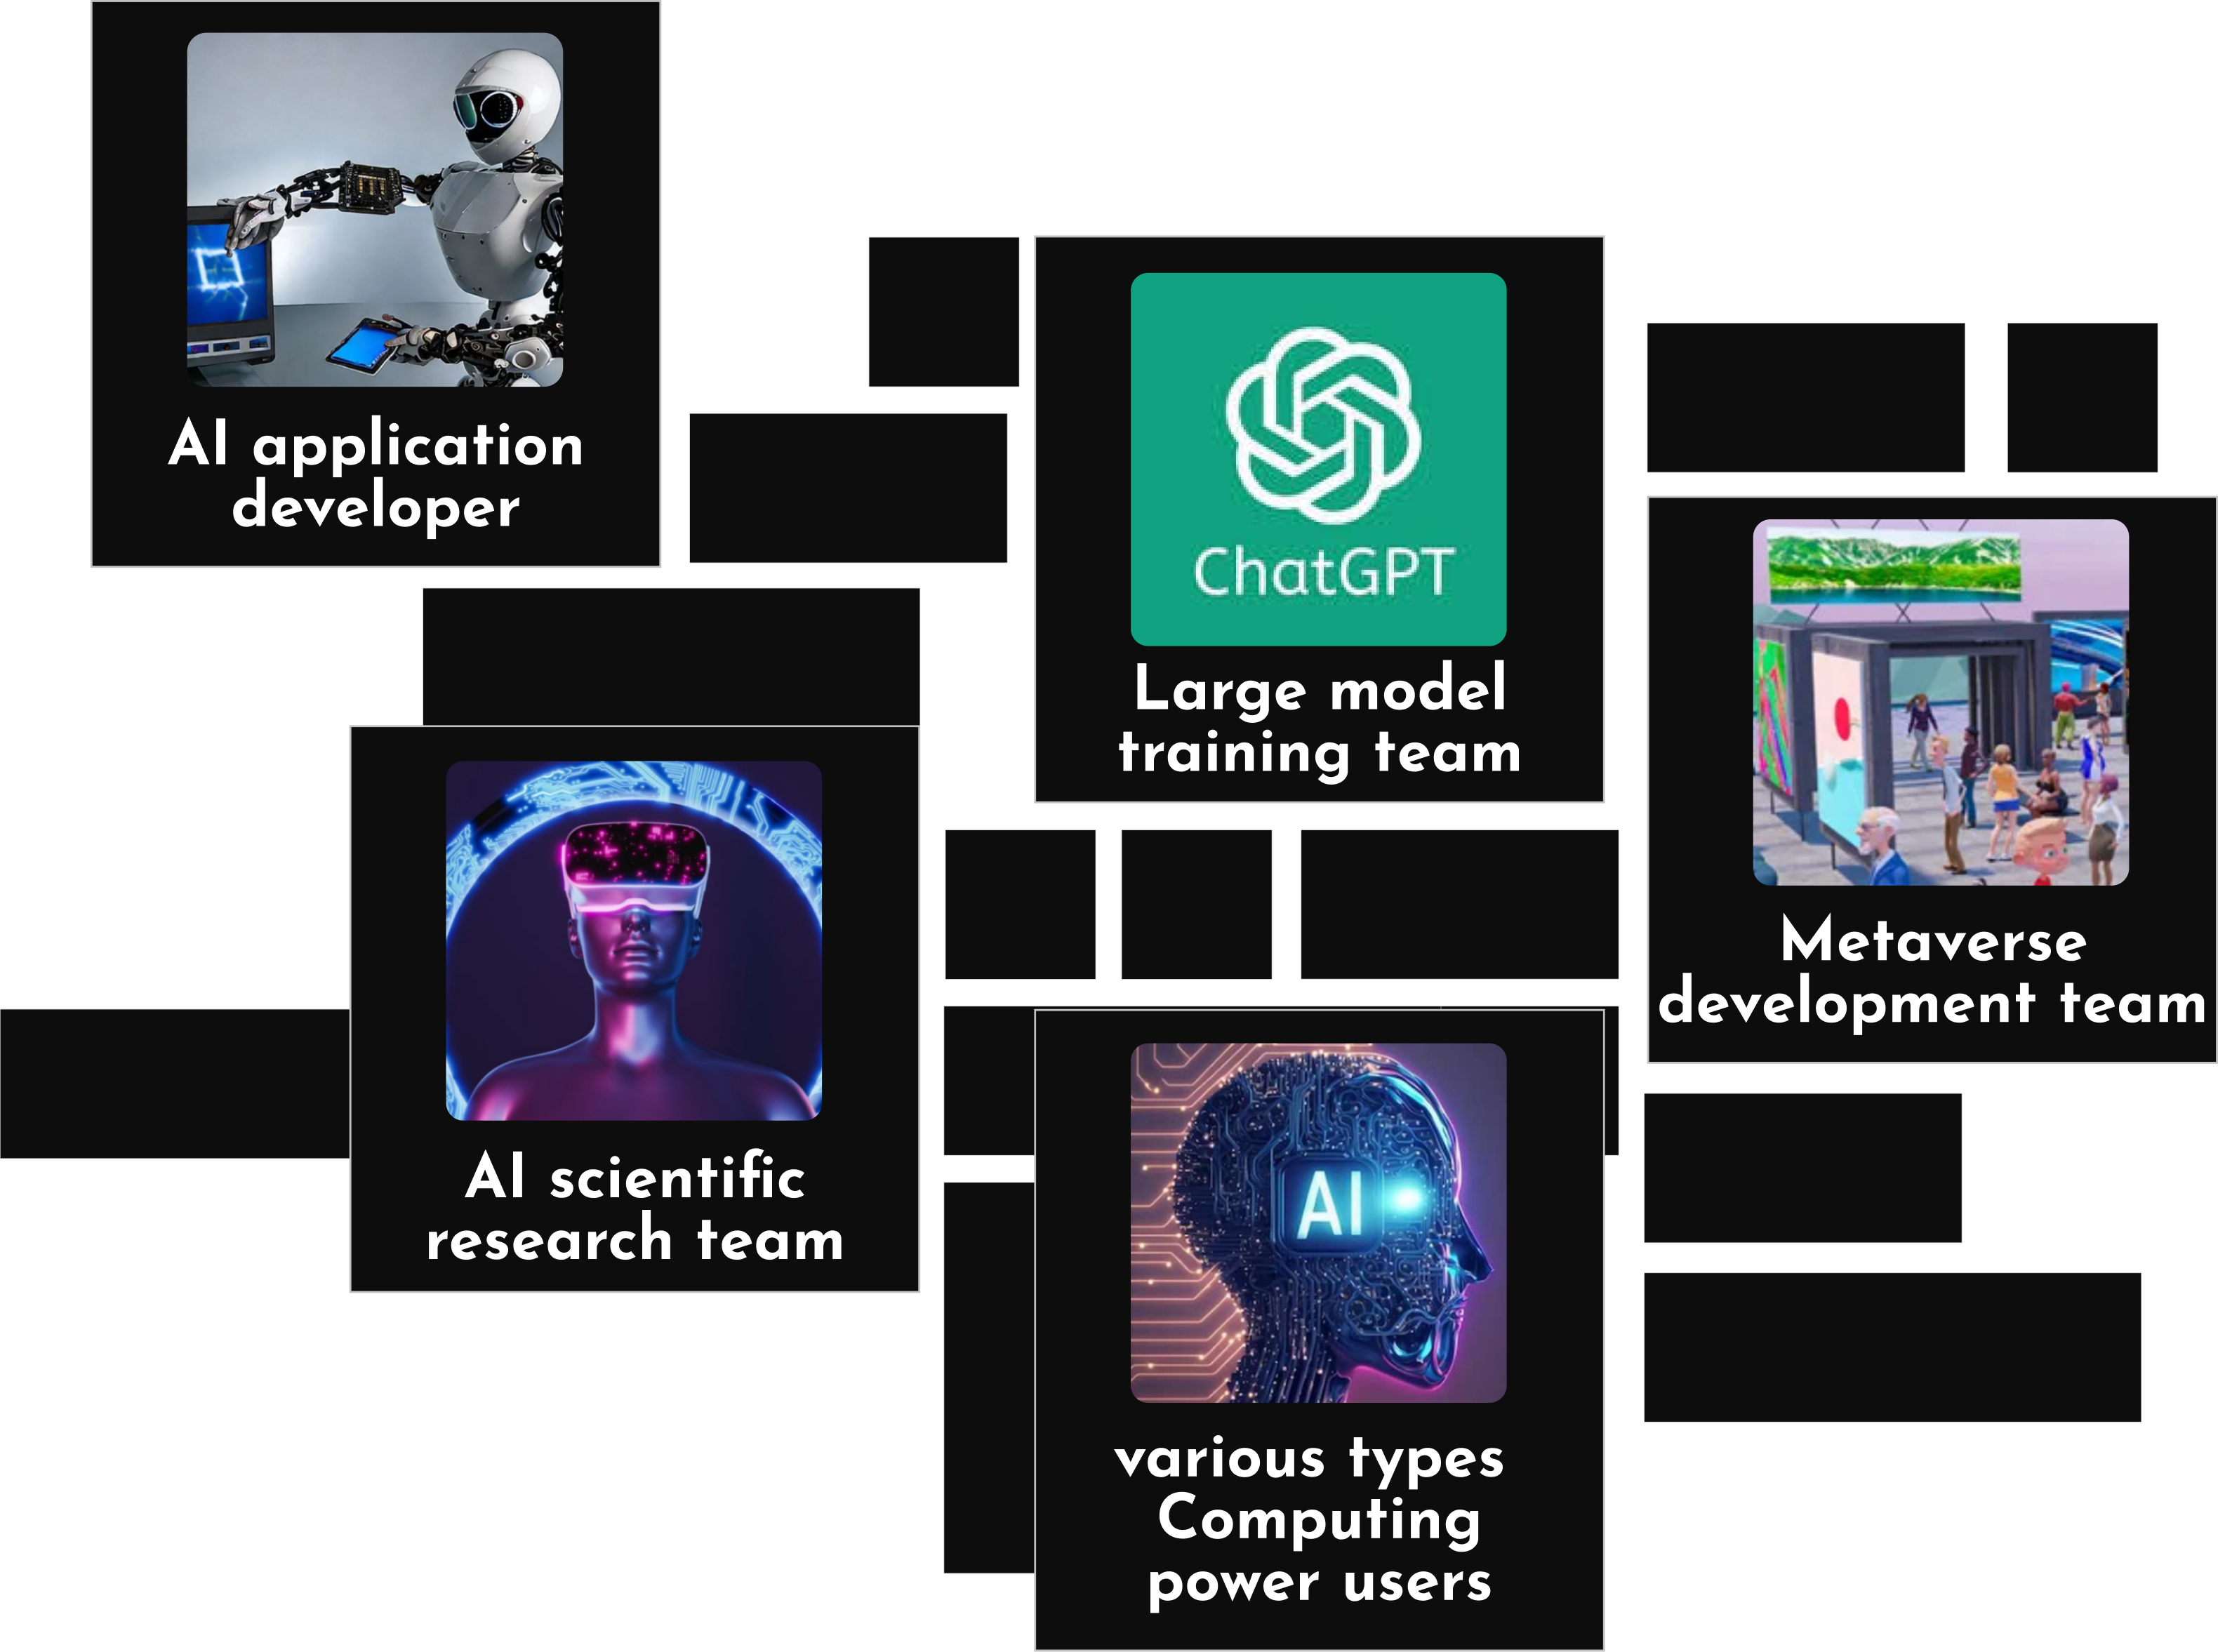 AI application
developer
ChatGPT
Large model
training team
Metaverse
development team
AI scientific
research team
AI
various types
Computing
power users